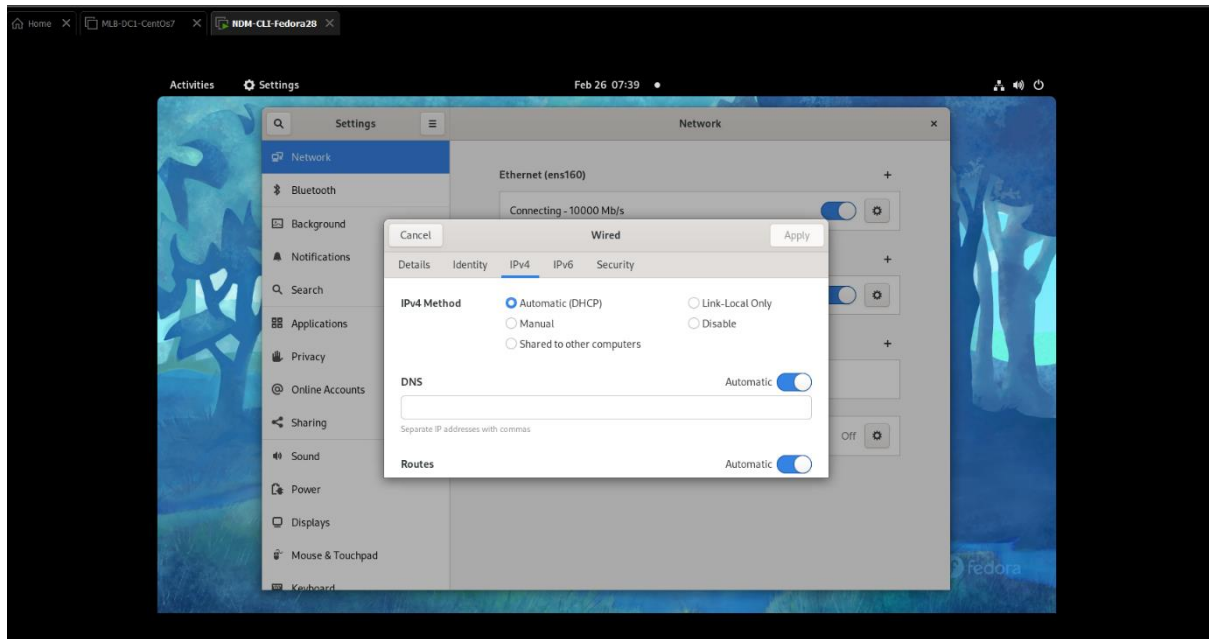 Home
MLB-DC1-CentOs7
NDM-CLI-Fedora28
Activities Settings Feb 26 07:39
Settings
Network
Network
Bluetooth
Background
Notifications
Search
Applications
Privacy
Online Accounts
Sharing
Sound
Power
Displays
Mouse & Touchpad
Keyboard
Ethernet (ens160)
Connecting - 10000 Mb/s
Off
Cancel Wired Apply
Details Identity IPv4 IPv6 Security
IPv4 Method
Automatic (DHCP) Link-Local Only
Manual Disable
Shared to other computers
DNS Automatic
Separate IP addresses with commas
Routes Automatic
fedora